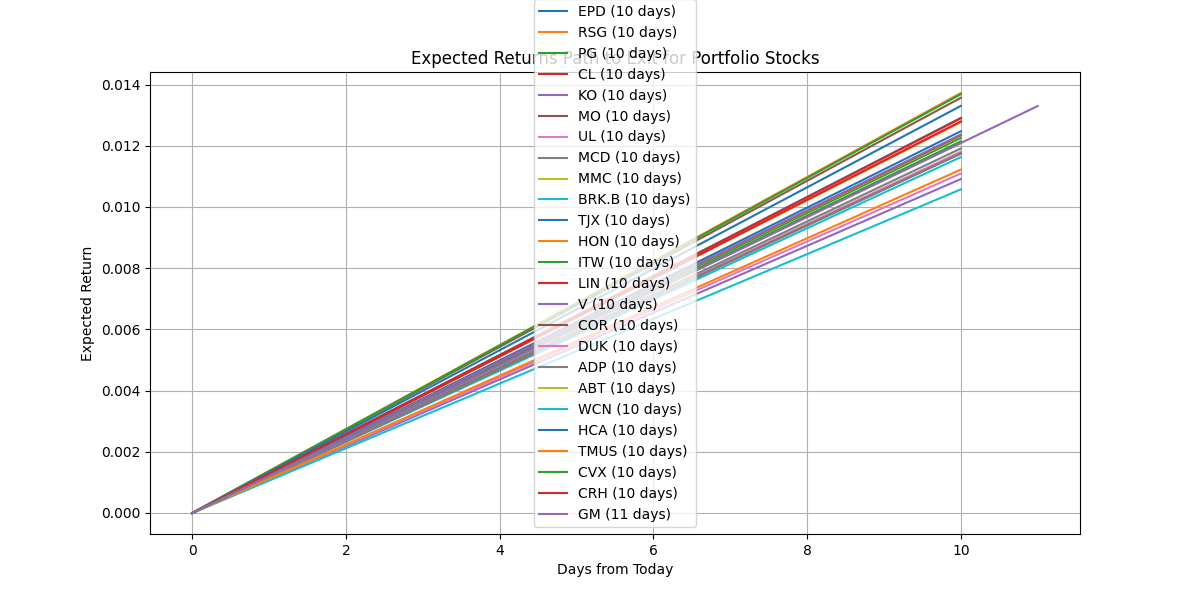 EPD (10 days)
RSG (10 days)
PG (10 days)
Expected Returns Path to Exit for Portfolio Stocks
CL (10 days)
KO (10 days)
MO (10 days)
UL (10 days)
MCD (10 days)
MMC (10 days)
BRK.B (10 days)
TJX (10 days)
HON (10 days)
ITW (10 days)
LIN (10 days)
V (10 days)
COR (10 days)
DUK (10 days)
ADP (10 days)
ABT (10 days)
WCN (10 days)
HCA (10 days)
TMUS (10 days)
CVX (10 days)
CRH (10 days)
GM (11 days)
Expected Return
0.014
0.012
0.010
0.008
0.006
0.004
0.002
0.000
0 2 4 6 8 10
Days from Today